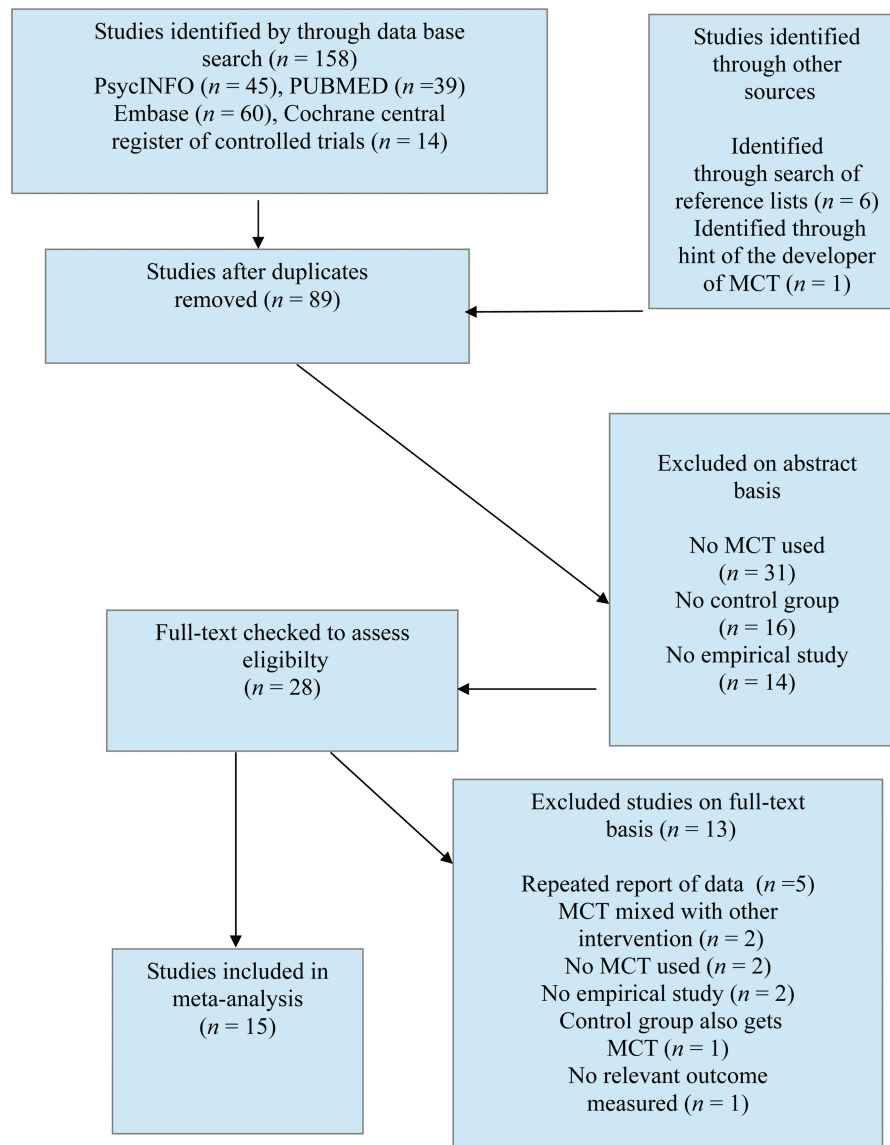 Studies identified by through data base
search (n = 158)
PsycINFO (n = 45), PUBMED (n =39)
Embase (n = 60), Cochrane central
register of controlled trials (n = 14)
Studies identified
through other
sources
Identified
through search of
reference lists (n = 6)
Identified through
hint of the developer
of MCT (n = 1)
Studies after duplicates
removed (n = 89)
Excluded on abstract
basis
No MCT used
(n = 31)
No control group
(n = 16)
No empirical study
(n = 14)
Full-text checked to assess
eligibilty
(n = 28)
Excluded studies on full-text
basis (n = 13)
Repeated report of data (n =5)
MCT mixed with other
intervention (n = 2)
No MCT used (n = 2)
No empirical study (n = 2)
Control group also gets
MCT (n = 1)
No relevant outcome
measured (n = 1)
Studies included in
meta-analysis
(n = 15)